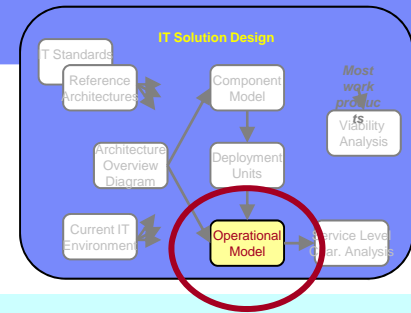 IT Solution Design
IT Standards
Reference
Architectures
Component
Model
Most
work
produc
ts
Viability
Analysis
Architecture
Overview
Diagram
Deployment
Units
Current IT
Environment
Operational
Model
Service Level
Char. Analysis